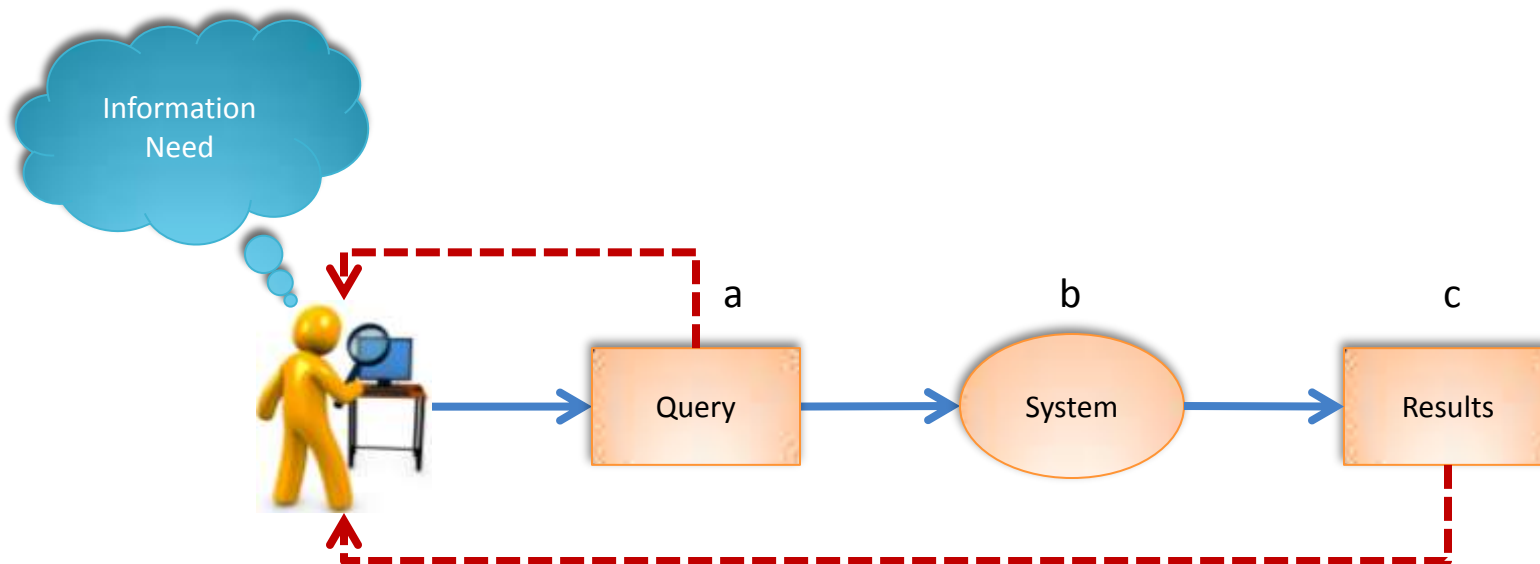 Information
Need
a
b
c
Query
System
Results